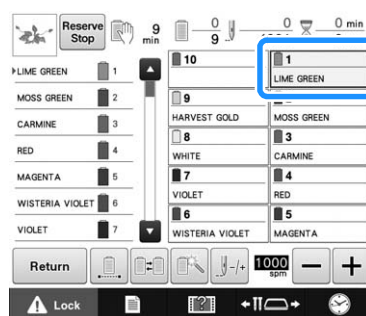 Reserve Stop
9 min
0
9
0
0 min
LIME GREEN 1
MOSS GREEN 2
CARMINE 3
RED 4
MAGENTA 5
WISTERIA VIOLET 6
VIOLET 7
10
1
LIME GREEN
9
HARVEST GOLD
MOSS GREEN
8
WHITE
3
CARMINE
7
VIOLET
4
RED
6
WISTERIA VIOLET
5
MAGENTA
Return
-/+
1000 spm
− +
Lock
?